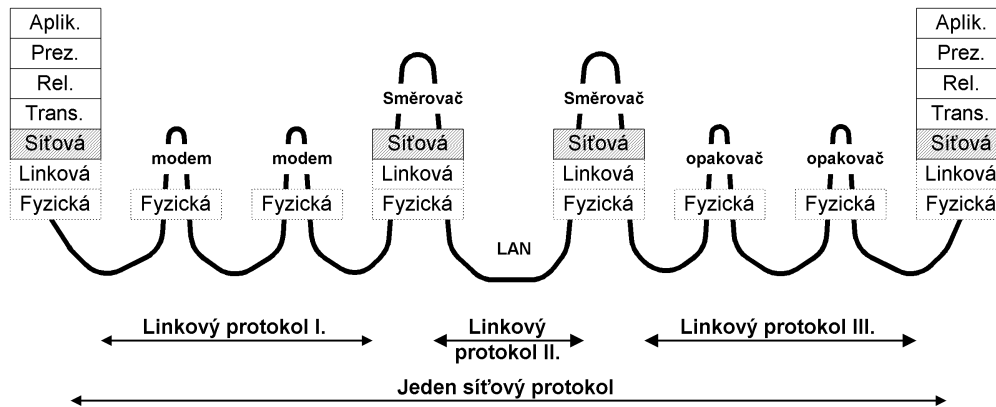 Aplik.
Prez.
Rel.
Trans.
Síťová
Linková
Fyzická
modem
Fyzická
modem
Fyzická
Směrovač
Síťová
Linková
Fyzická
LAN
Směrovač
Síťová
Linková
Fyzická
opakovač
Fyzická
opakovač
Fyzická
Aplik.
Prez.
Rel.
Trans.
Síťová
Linková
Fyzická
Linkový protokol I.
Linkový
protokol II.
Linkový protokol III.
Jeden síťový protokol